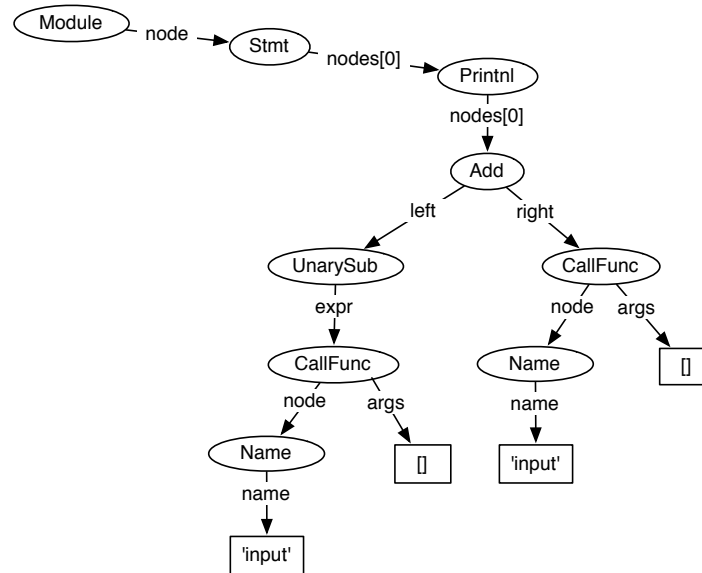 Module
node
Stmt
nodes[0]
Printnl
nodes[0]
Add
left
right
UnarySub
CallFunc
expr
node
args
CallFunc
Name
[]
node
args
name
Name
[]
'input'
name
'input'